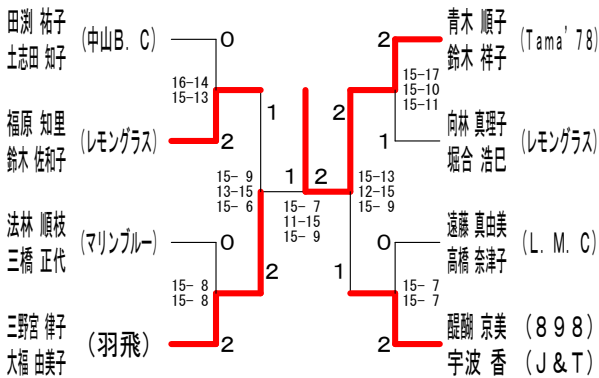 田渕 祐子
土志田 知子
(中山B. C)
0
16-14
15-13
福原 知里
鈴木 佐和子
(レモングラス)
2
1
15- 9
13-15
15- 6
法林 順枝
三橋 正代
(マリンブルー)
0
2
15- 8
15- 8
三野宮 律子
大福 由美子
(羽飛)
2
1
2
15- 7
11-15
15- 9
青木 順子
鈴木 祥子
(Tama' 78)
2
15-17
15-10
15-11
2
向林 真理子
堀合 浩巳
(レモングラス)
1
15-13
12-15
15- 9
遠藤 真由美
高橋 奈津子
(L. M. C)
0
1
15- 7
15- 7
醍醐 京美
宇波 香
(898)
(J&T)
2